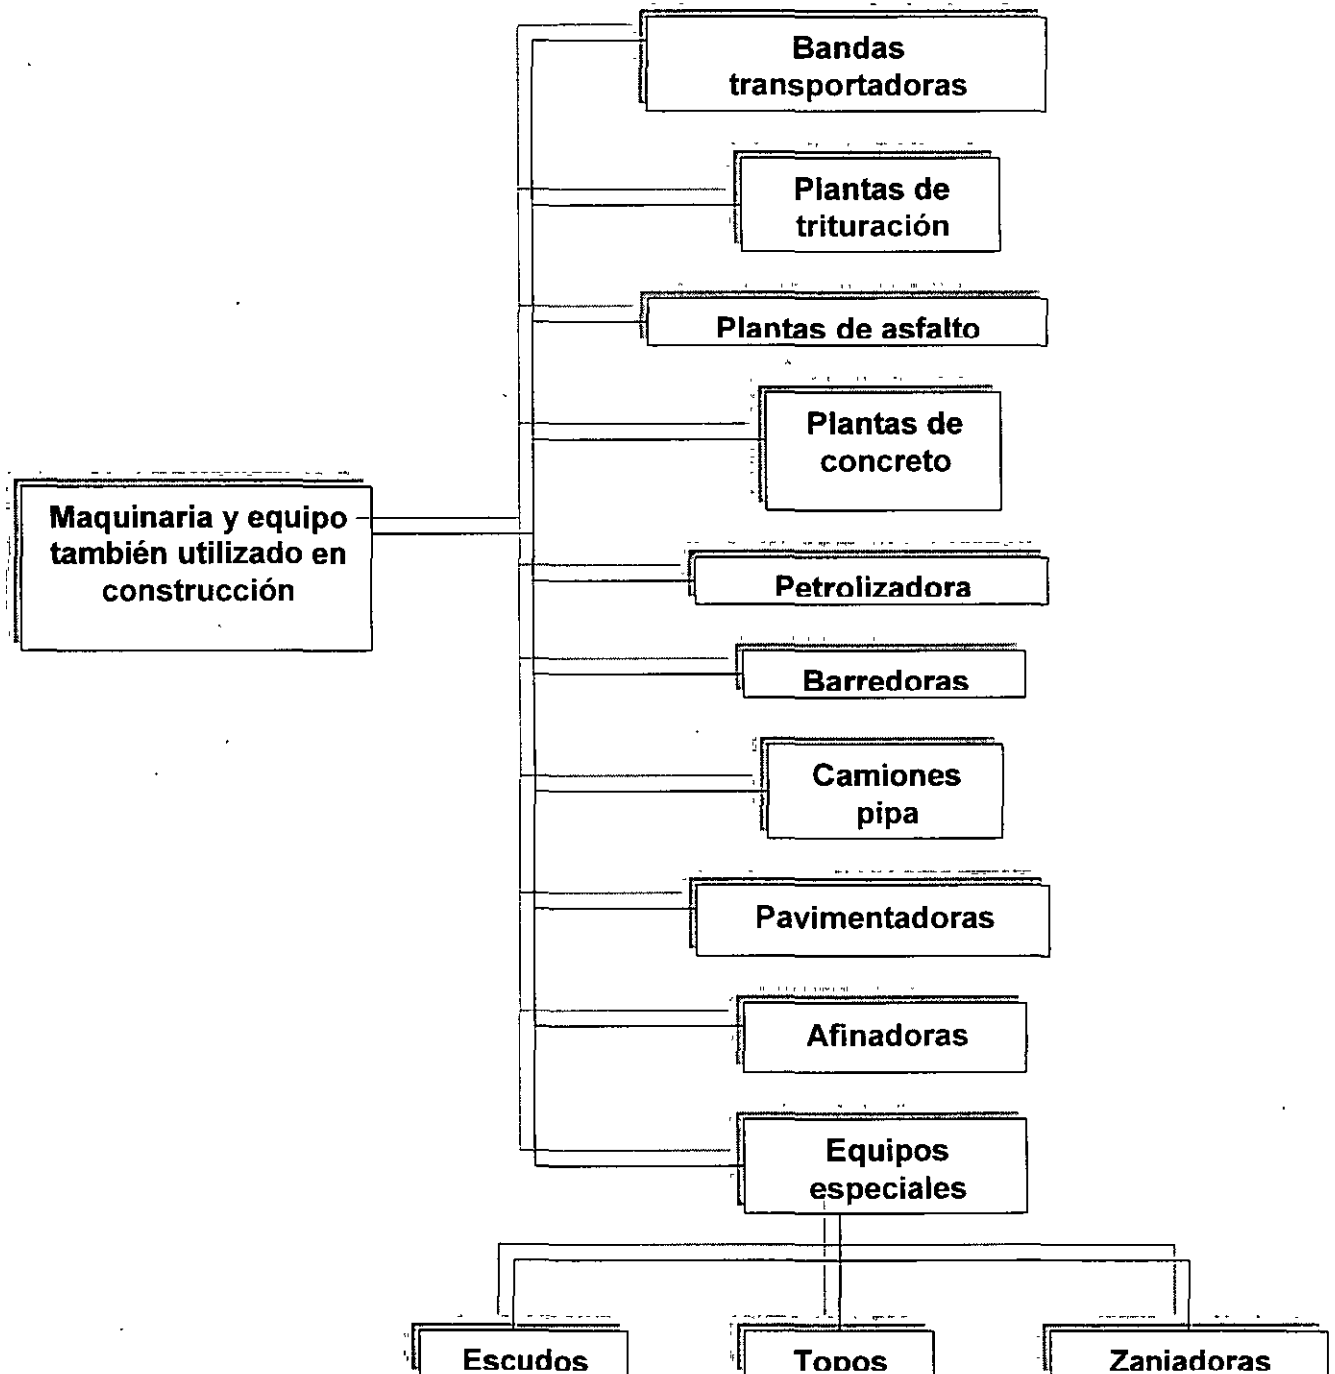 Bandas
transportadoras
Plantas de
trituración
Plantas de asfalto
Plantas de
concreto
Maquinaria y equipo
también utilizado en
construcción
Petrolizadora
Barredoras
Camiones
pipa
Pavimentadoras
Afinadoras
Equipos
especiales
Escudos
Topos
Zanjadoras